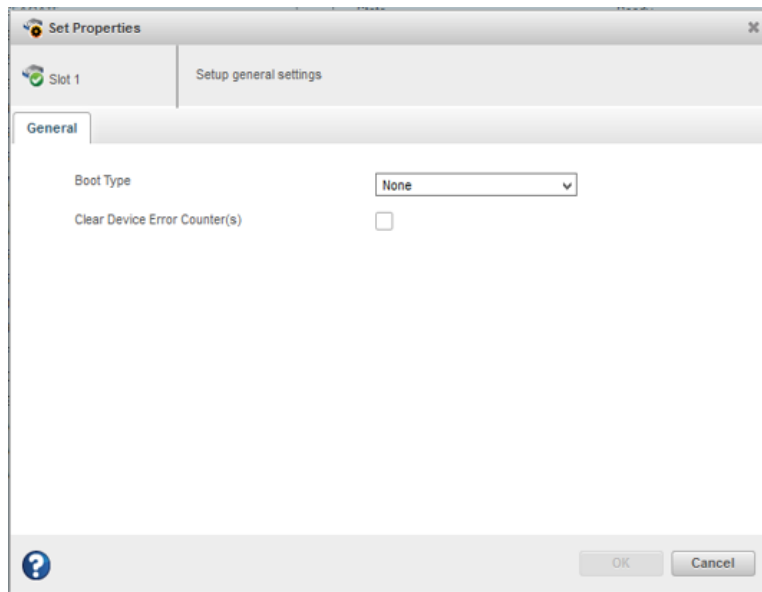 Set Properties
Slot 1
Setup general settings
General
Boot Type
None
Clear Device Error Counter(s)
OK
Cancel